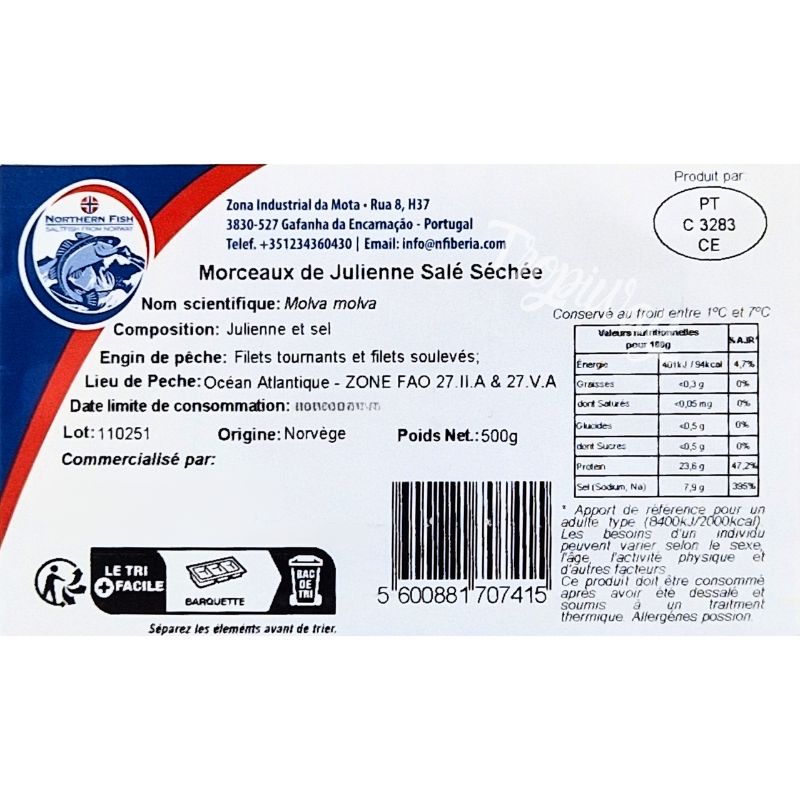 NORTHERN FISH
SALTFISH FROM NORWAY
Zona Industrial da Mota • Rua 8, H37
3830-527 Gafanha da Encarnação - Portugal
Telef. +351234360430 | Email: info@nfiberia.com
Produit par:
PT
C 3283
CE
Morceaux de Julienne Salé Séchée
Nom scientifique: Molva molva
Composition: Julienne et sel
Engin de pêche: Filets tournants et filets soulevés;
Lieu de Peche: Océan Atlantique - ZONE FAO 27.II.A & 27.V.A
Date limite de consommation:
Lot: 110251 Origine: Norvège Poids Net.: 500g
Commercialisé par:
Conservé au froid entre 1ºC et 7ºC
Valeurs nutritionnelles
pour 100g %AJR*
Énergie 401kJ / 94kcal 4,7%
Graisses <0,3 g 0%
dont Saturés <0,05 mg 0%
Glucides <0,5 g 0%
dont Sucres <0,5 g 0%
Protein 23,6 g 47,2%
Sel (Sodium, Na) 7,9 g 395%
* Apport de réference pour un
adulte type (8400kJ/2000kcal).
Les besoins d'un individu
peuvent varier selon le sexe,
l'âge, l'activité physique et
d'autres facteurs.
Ce produit doit être consommé
après avoir été dessalé et
soumis à un traitment
thermique. Allergènes possion.
LE TRI
+ FACILE
BARQUETTE
BAC
DE
TRI
Séparez les élements avant de trier.
5 600881 707415